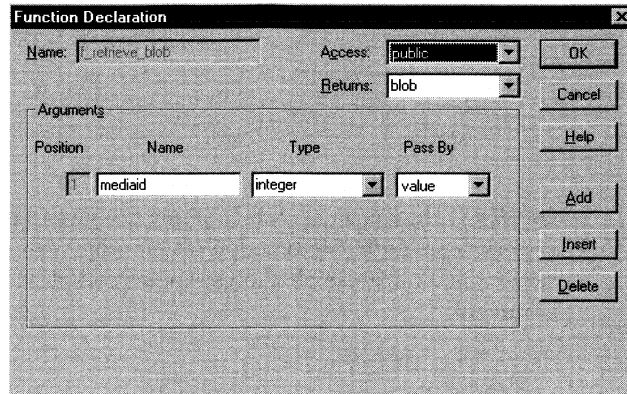 Function Declaration
Name: f_retrieve_blob Access: public OK
Returns: blob Cancel
Arguments
Help
Position Name Type Pass By
1 mediaid integer value
Add
Insert
Delete